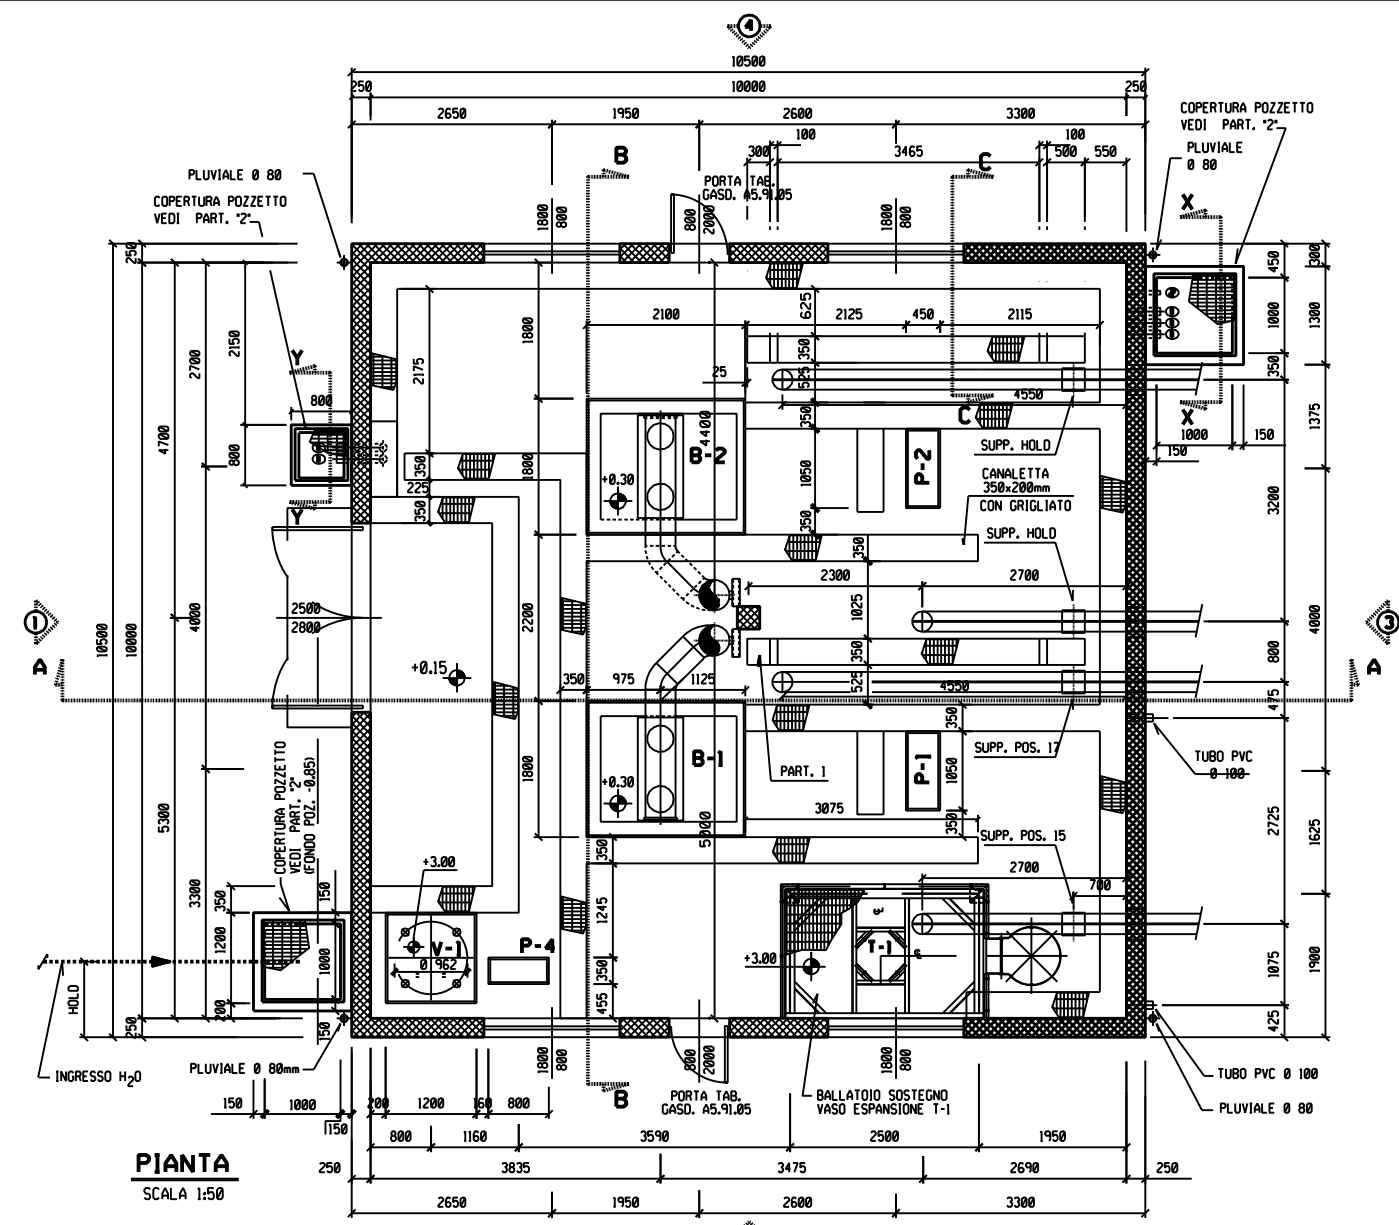 4
10500
250
10000
250
2650
1950
2600
3300
COPERTURA POZZETTO
VEDI PART. "2"
PLUVIALE
Ø 80
100
100
300
3465
500
550
B
C
X
PLUVIALE Ø 80
COPERTURA POZZETTO
VEDI PART. "2"
PORTA TAB.
GASD. A5.91.05
1800
800
800
2000
1800
800
250
450
300
2700
2150
2175
1800
625
2100
2125
450
2115
1000
1300
350
350
525
25
4550
Y
800
C
X
1000
150
150
1375
4700
800
350
225
350
1800
4400
B-2
+0.30
350
1050
350
P-2
SUPP. HOLD
CANALETTA
350x200mm
CON GRIGLIATO
SUPP. HOLD
3200
Y
350
2300
2700
1
10500
10000
4000
2500
2800
2200
1025
3
4000
800
A
+0.15
350
975
1125
350
525
4550
475
A
350
B-1
+0.30
1800
PART. 1
P-1
1050
350
SUPP. POS. 17
TUBO PVC
Ø 100
COPERTURA POZZETTO
VEDI PART. "2"
(FONDO POZ. -0.85)
5300
3075
5000
2725
1625
SUPP. POS. 15
350
+3.00
2700
700
3300
350
150
1245
1200
1000
V-1
Ø 962
P-4
T-1
+3.00
350
455
1075
1900
HOLD
200
150
250
425
INGRESSO H2O
PLUVIALE Ø 80mm
1800
800
800
2000
1800
800
PORTA TAB.
GASD. A5.91.05
B
BALLATOIO SOSTEGNO
VASO ESPANSIONE T-1
TUBO PVC Ø 100
PLUVIALE Ø 80
150
1000
150
200
1200
160
800
800
1160
3590
2500
1950
PIANTA
SCALA 1:50
250
3835
3475
2690
250
2650
1950
2600
3300